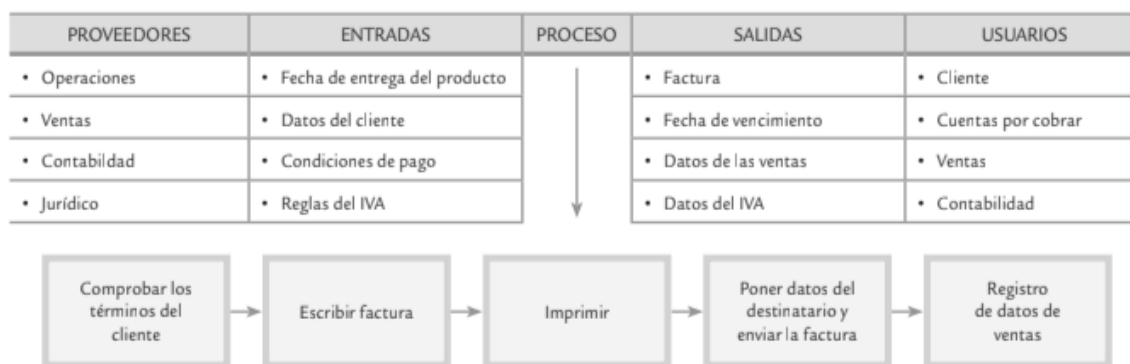 PROVEEDORES ENTRADAS PROCESO SALIDAS USUARIOS
• Operaciones • Fecha de entrega del producto • Factura • Cliente
• Ventas • Datos del cliente • Fecha de vencimiento • Cuentas por cobrar
• Contabildad • Condiciones de pago • Datos de las ventas • Ventas
• Jurídico • Reglas del IVA • Datos del IVA • Contabilidad
Comprobar los
términos del
cliente
Escribir factura
Imprimir
Poner datos del
destinatario y
enviar la factura
Registro
de datos de
ventas